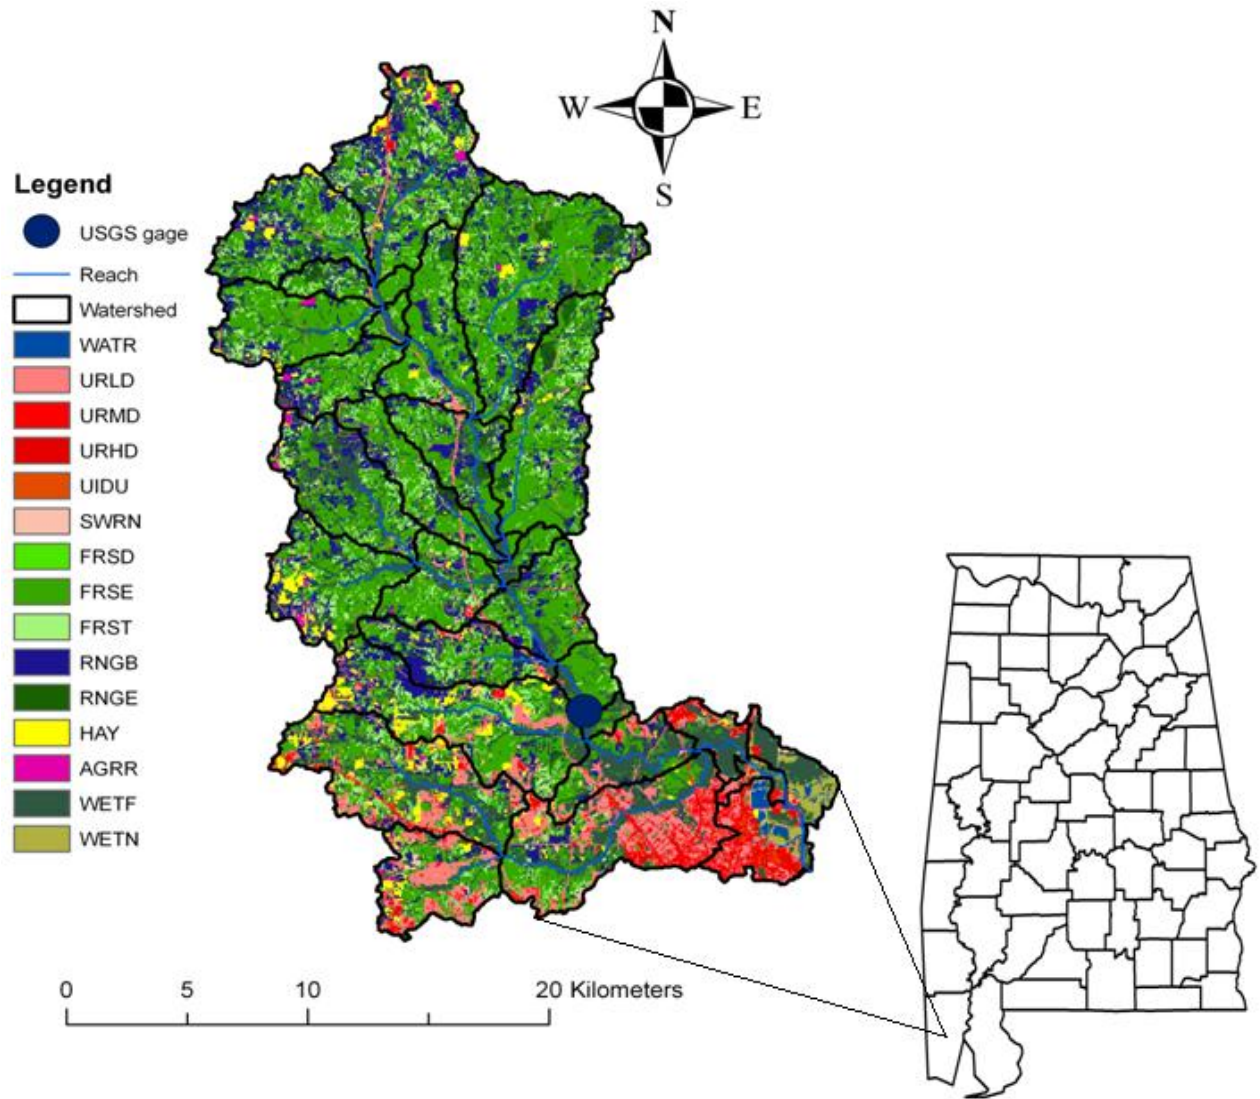 N
W E
S
Legend
USGS gage
Reach
Watershed
WATR
URLD
URMD
URHD
UIDU
SWRN
FRSD
FRSE
FRST
RNGB
RNGE
HAY
AGRR
WETF
WETN
0 5 10 20 Kilometers